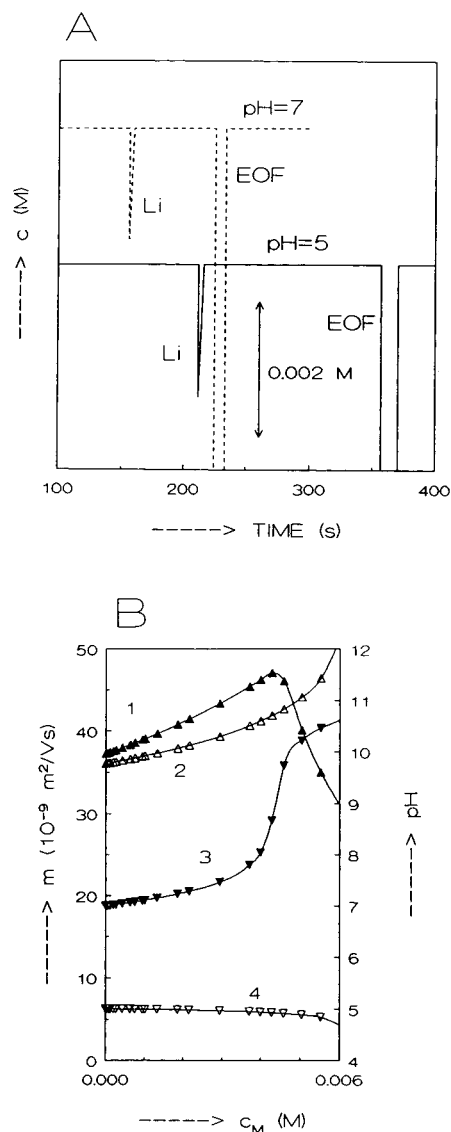 A
pH=7
EOF
Li
pH=5
EOF
Li
0.002 M
-----> c (M)
100 200 300 400
-----> TIME (s)
B
50 12
40 11
30 10
20 9
10 8
0 7
6
5
4
1
2
3
4
-----> m (10⁻⁹ m²/Vs)
-----> pH
0.000 0.006
-----> c_M (M)